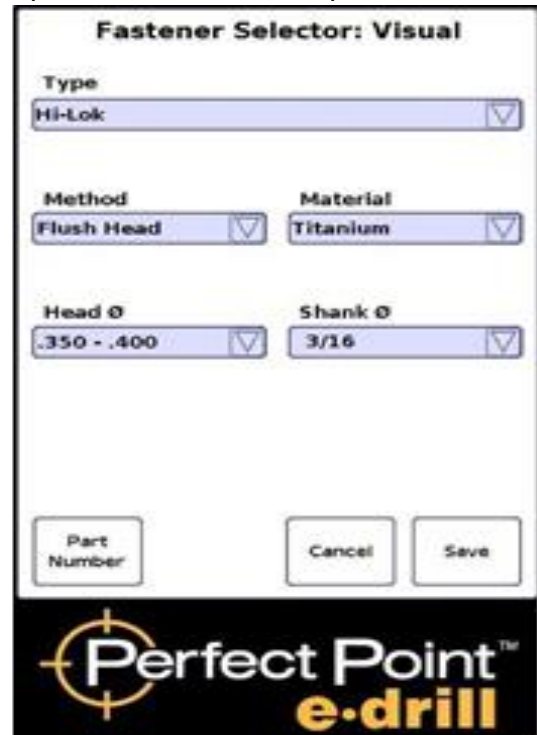 Fastener Selector: Visual
Type
Hi-Lok
Method Material
Flush Head Titanium
Head Ø Shank Ø
.350 - .400 3/16
Part
Number
Cancel Save
Perfect Point™
e·drill